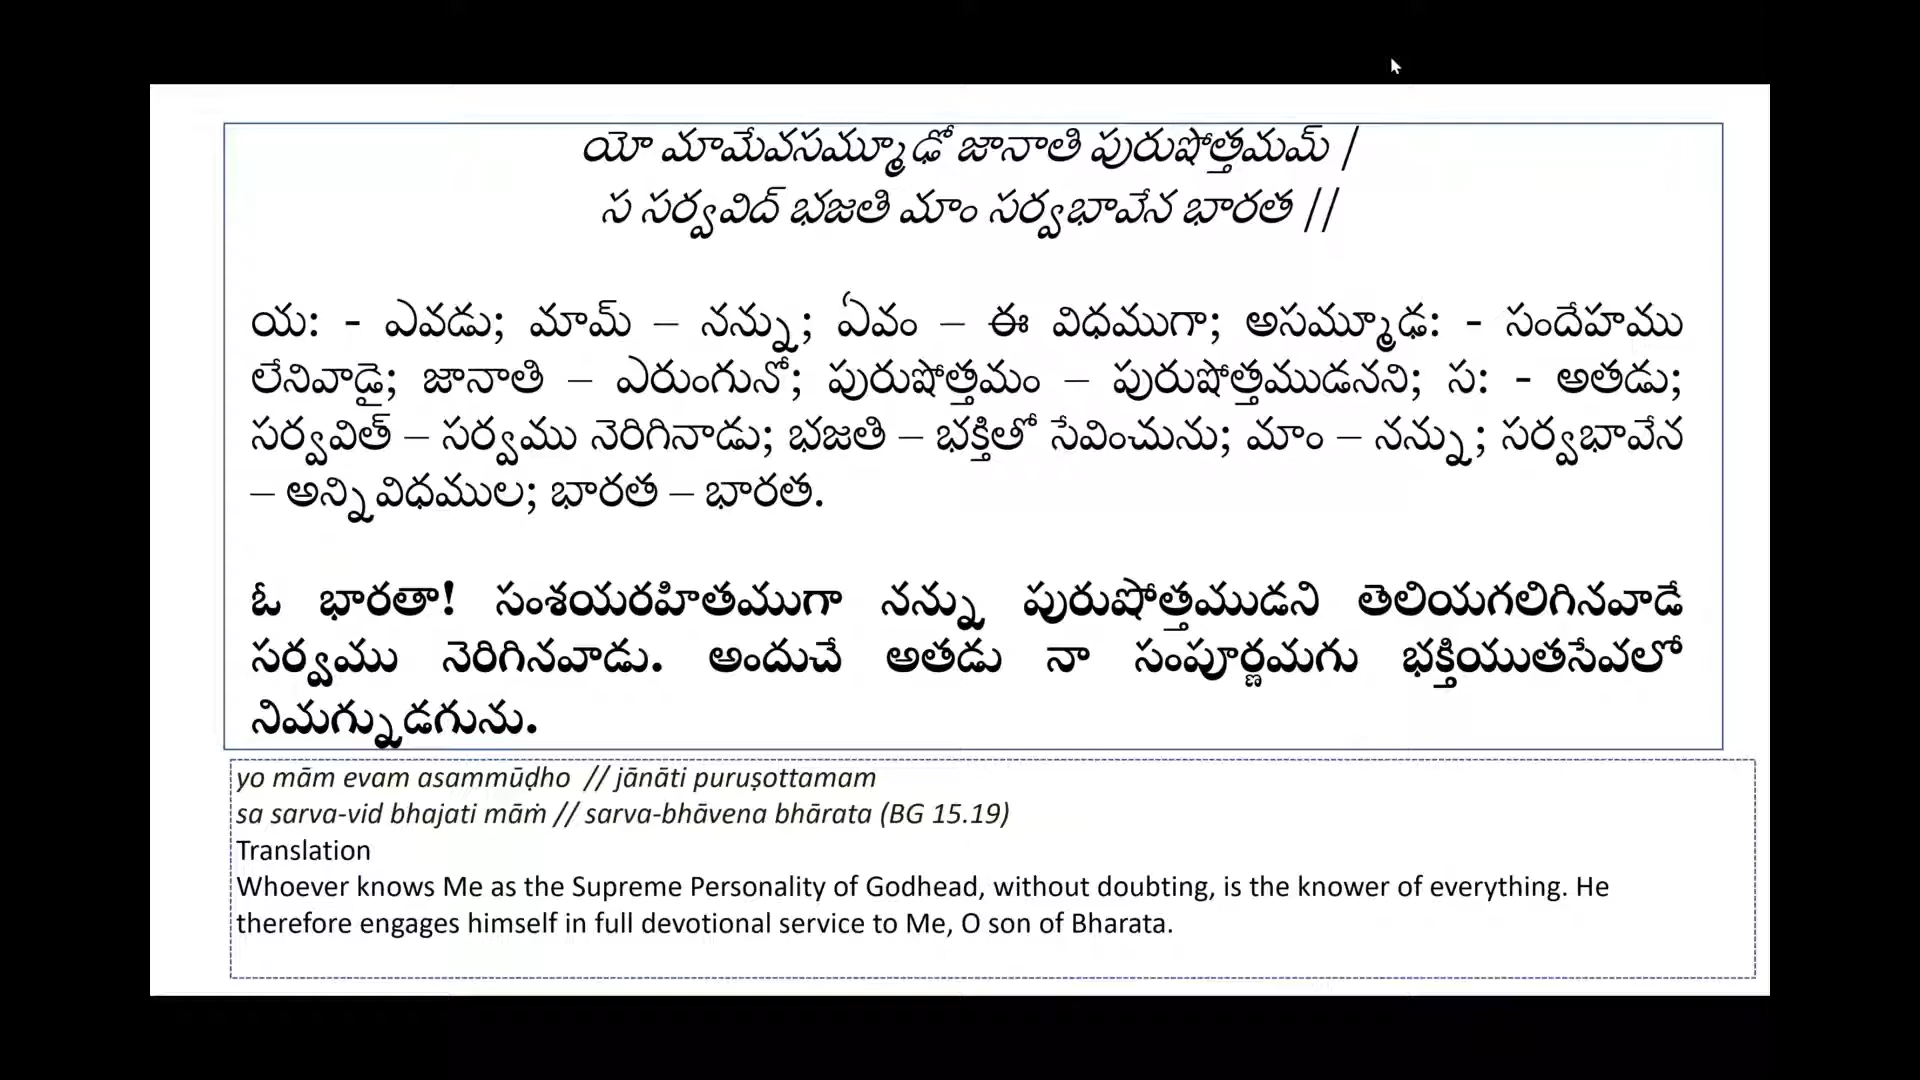 యో మామేవసమ్మూఢో జానాతి పురుషోత్తమమ్ |
స సర్వవిద్ భజతి మాం సర్వభావేన భారత ||
య: - ఎవడు; మామ్ – నన్ను; ఏవం – ఈ విధముగా; అసమ్మూఢ: - సందేహము
లేనివాడై; జానాతి – ఎరుంగునో; పురుషోత్తమం – పురుషోత్తముడనని; స: - అతడు;
సర్వవిత్ – సర్వము నెరిగినాడు; భజతి – భక్తితో సేవించును; మాం – నన్ను; సర్వభావేన
– అన్నివిధముల; భారత – భారత.
ఓ భారతా! సంశయరహితముగా నన్ను పురుషోత్తముడని తెలియగలిగినవాడే
సర్వము నెరిగినవాడు. అందుచే అతడు నా సంపూర్ణమగు భక్తియుతసేవలో
నిమగ్నుడగును.
yo mām evam asammūḍho // jānāti puruṣottamam
sa sarva-vid bhajati māṁ // sarva-bhāvena bhārata (BG 15.19)
Translation
Whoever knows Me as the Supreme Personality of Godhead, without doubting, is the knower of everything. He
therefore engages himself in full devotional service to Me, O son of Bharata.